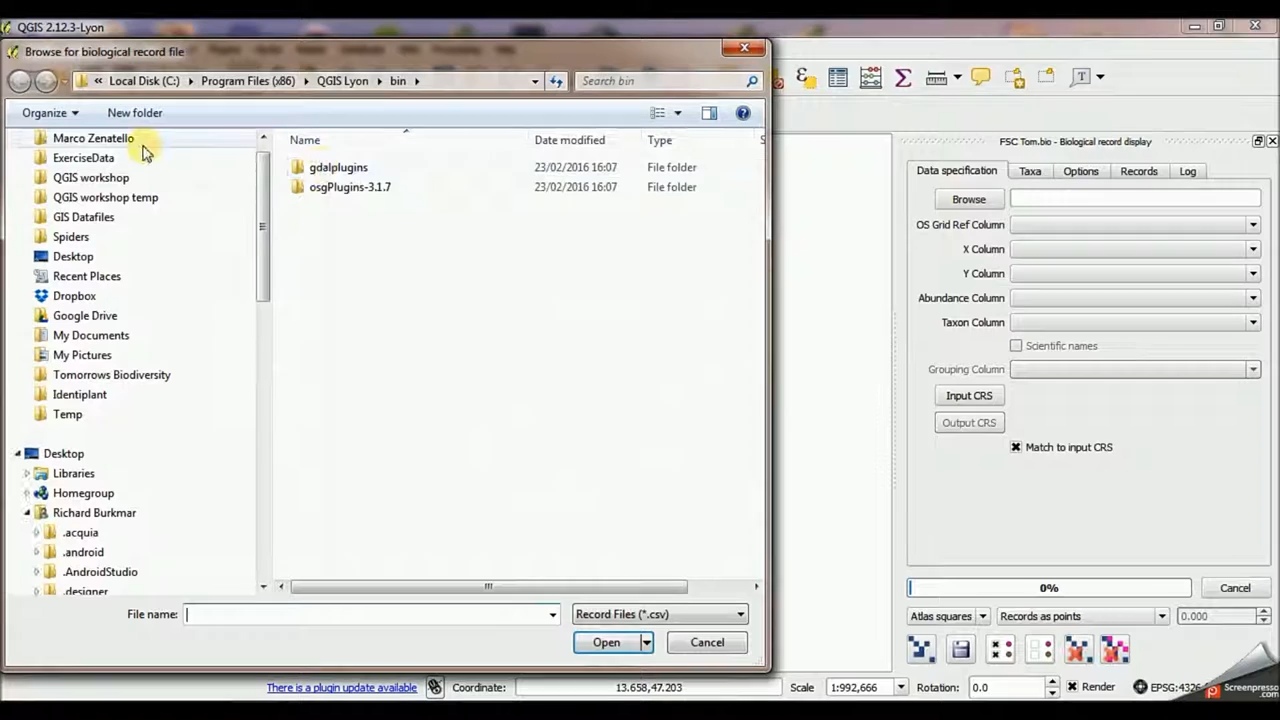 QGIS 2.12.3-Lyon
Browse for biological record file
« Local Disk (C:) Program Files (x86) QGIS Lyon bin
Search bin
Organize New folder
Name Date modified Type S
gdalplugins 23/02/2016 16:07 File folder
osgPlugins-3.1.7 23/02/2016 16:07 File folder
Marco Zenatello
ExerciseData
QGIS workshop
QGIS workshop temp
GIS Datafiles
Spiders
Desktop
Recent Places
Dropbox
Google Drive
My Documents
My Pictures
Tomorrows Biodiversity
Identiplant
Temp
Desktop
Libraries
Homegroup
Richard Burkmar
.acquia
.android
.AndroidStudio
.designer
File name:
Record Files (*.csv)
Open Cancel
FSC Tom.bio - Biological record display
Data specification Taxa Options Records Log
Browse
OS Grid Ref Column
X Column
Y Column
Abundance Column
Taxon Column
Scientific names
Grouping Column
Input CRS
Output CRS
Match to input CRS
0% Cancel
Atlas squares Records as points 0.000
There is a plugin update available Coordinate: 13.658,47.203 Scale 1:992,666 Rotation: 0.0 Render EPSG:4326
Screenpresso
.com